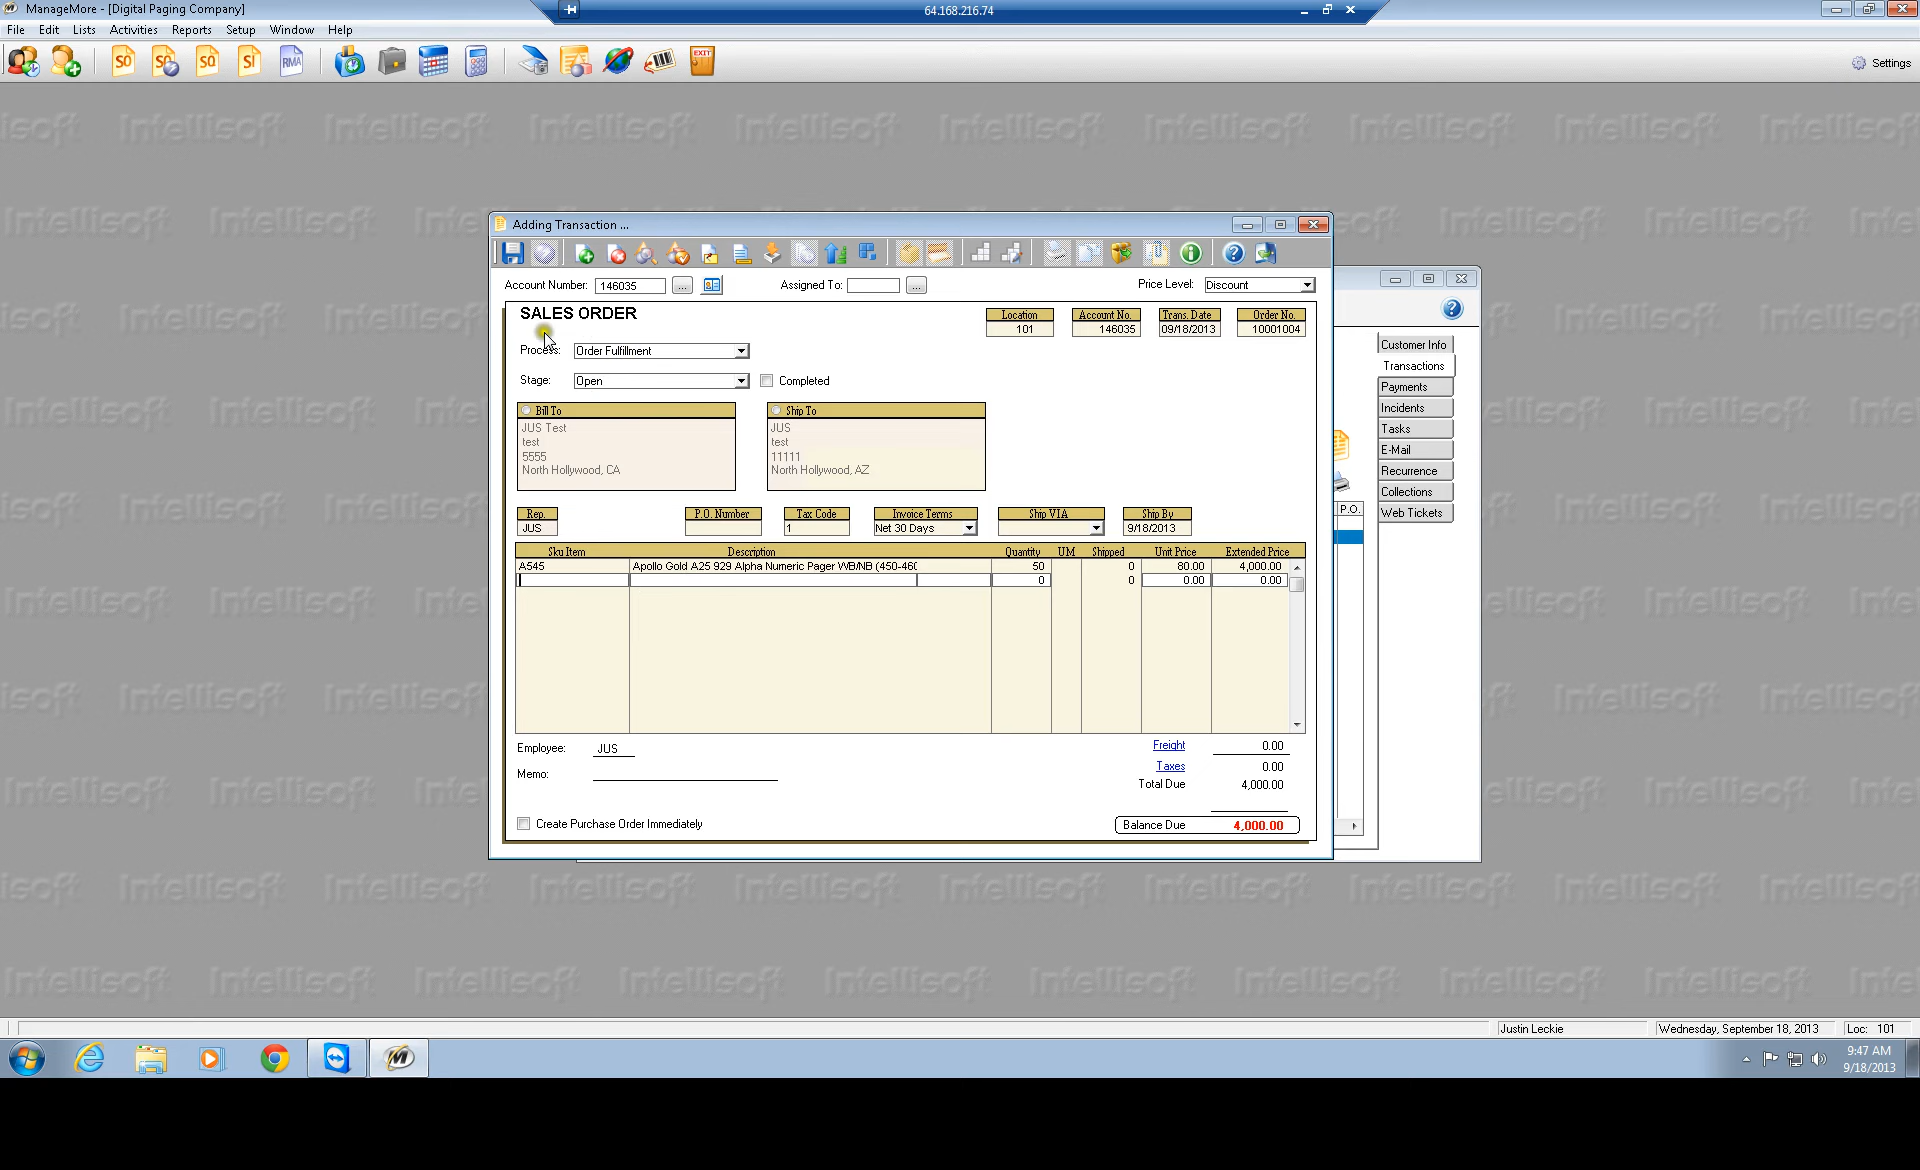 ManageMore - [Digital Paging Company]
64.168.216.74
File Edit Lists Activities Reports Setup Window Help
SO SO SI RMA EXIT
Settings
Intellisoft
Adding Transaction ...
Account Number: 146035 ... Assigned To: ... Price Level: Discount
SALES ORDER
Location Account No. Trans. Date Order No.
101 146035 09/18/2013 10001004
Process: Order Fulfillment
Stage: Open Completed
Bill To Ship To
JUS Test JUS
test test
5555 11111
North Hollywood, CA North Hollywood, AZ
Rep. P.O. Number Tax Code Invoice Terms Ship VIA Ship By
JUS 1 Net 30 Days 9/18/2013
Sku Item Description Quantity UM Shipped Unit Price Extended Price
A545 Apollo Gold A25 929 Alpha Numeric Pager WB/NB (450-460 50 0 80.00 4,000.00
0 0 0.00 0.00
Employee: JUS
Memo:
Freight 0.00
Taxes 0.00
Total Due 4,000.00
Create Purchase Order Immediately
Balance Due 4,000.00
Customer Info
Transactions
Payments
Incidents
Tasks
E-Mail
Recurrence
Collections
Web Tickets
P.O.
Justin Leckie Wednesday, September 18, 2013 Loc: 101
9:47 AM
9/18/2013